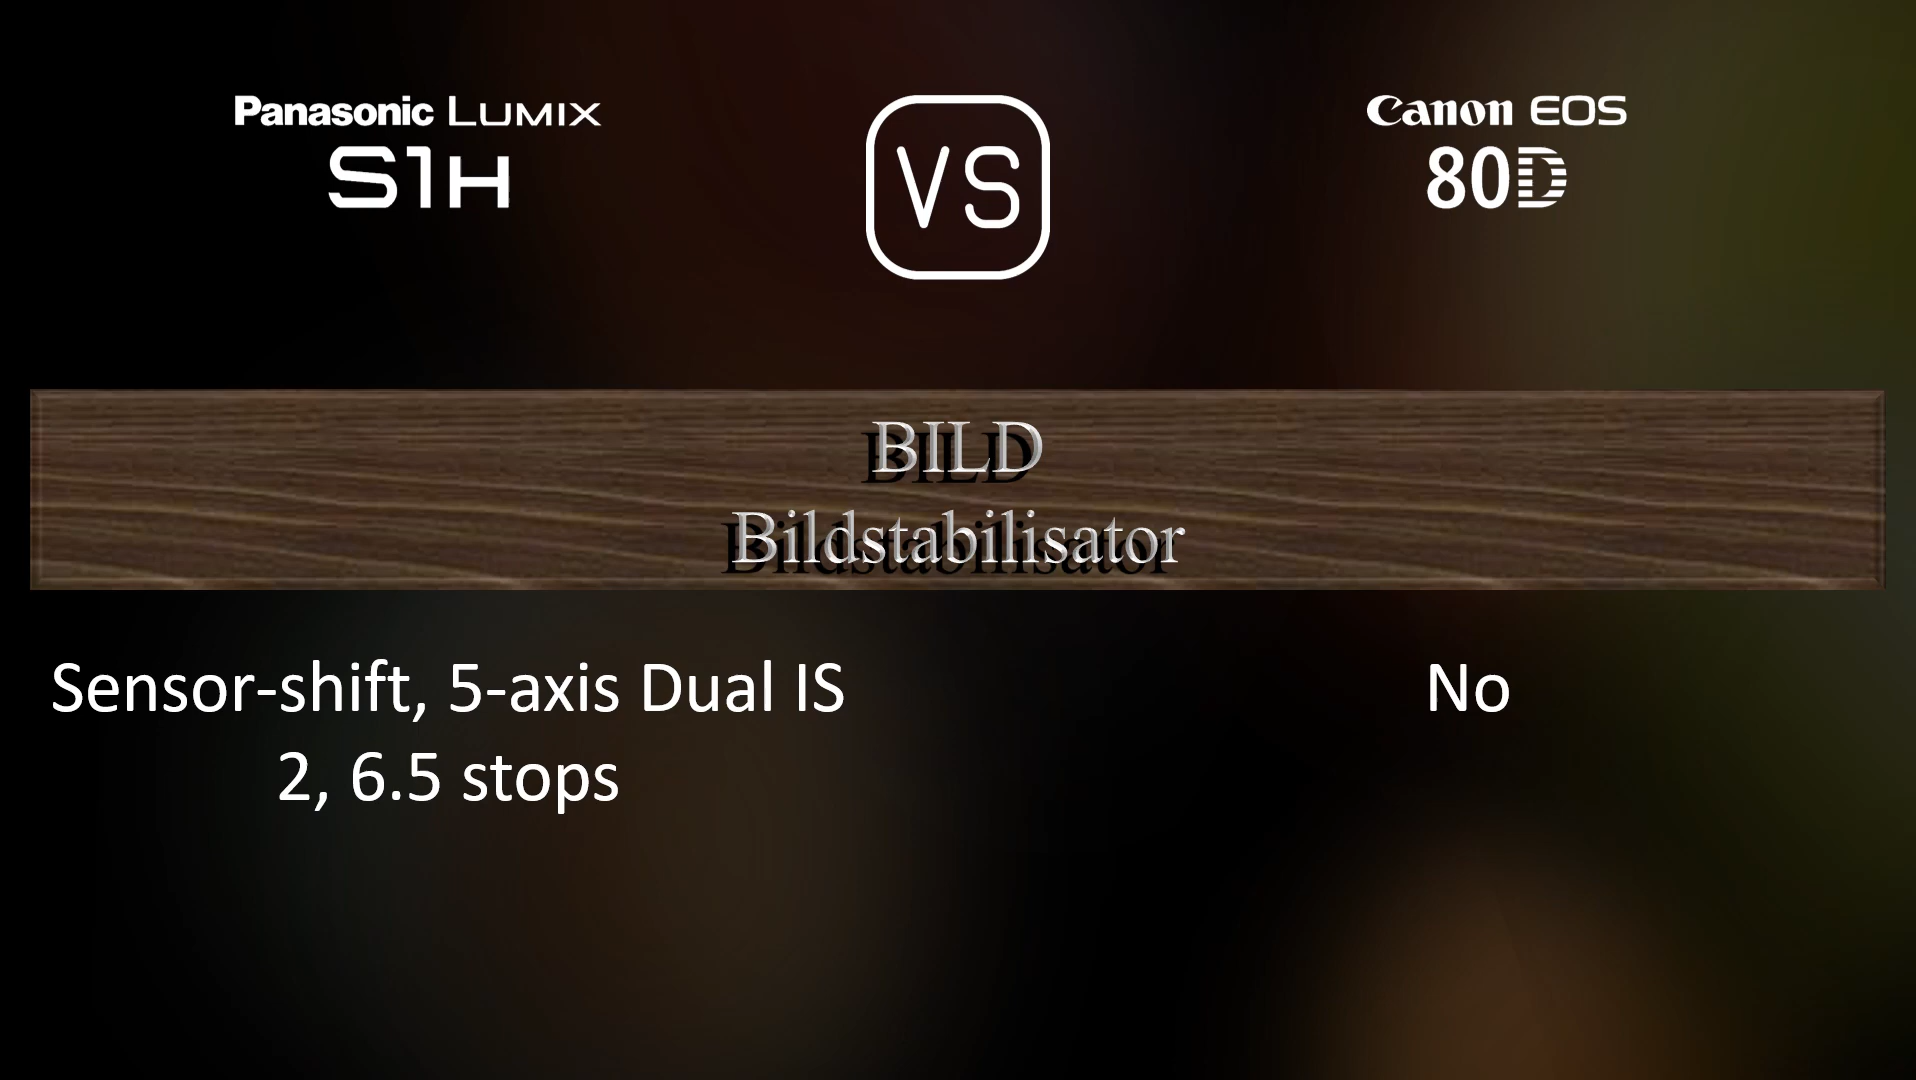 Panasonic LUMIX
S1H
VS
Canon EOS
80D
BILD
Bildstabilisator
Sensor-shift, 5-axis Dual IS
2, 6.5 stops
No